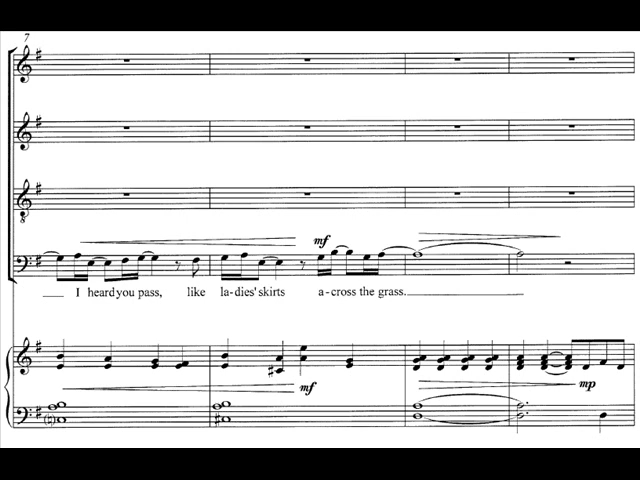 7
mf
I heard you pass, like la-dies' skirts a-cross the grass.
mf
mp